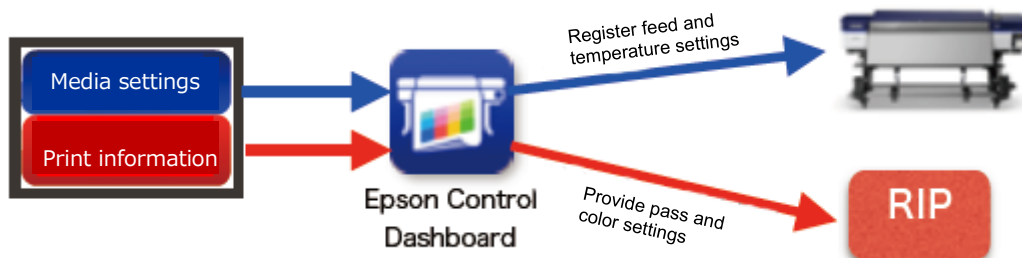 Media settings
Print information
Epson Control
Dashboard
Register feed and
temperature settings
Provide pass and
color settings
RIP